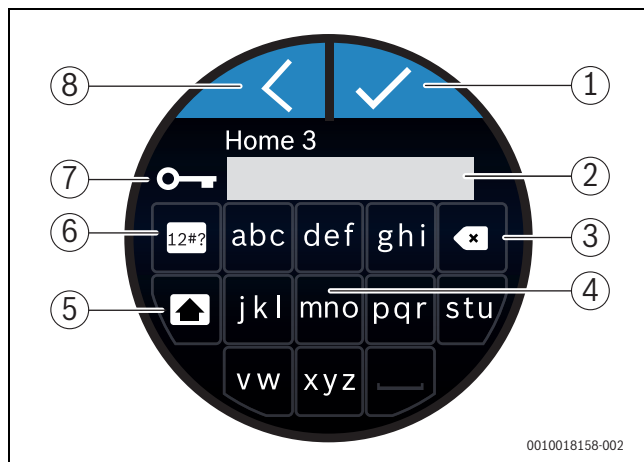 8 1
Home 3
7 2
6 12#? abc def ghi 3
5 jkl mno pqr stu 4
vw xyz
0010018158-002